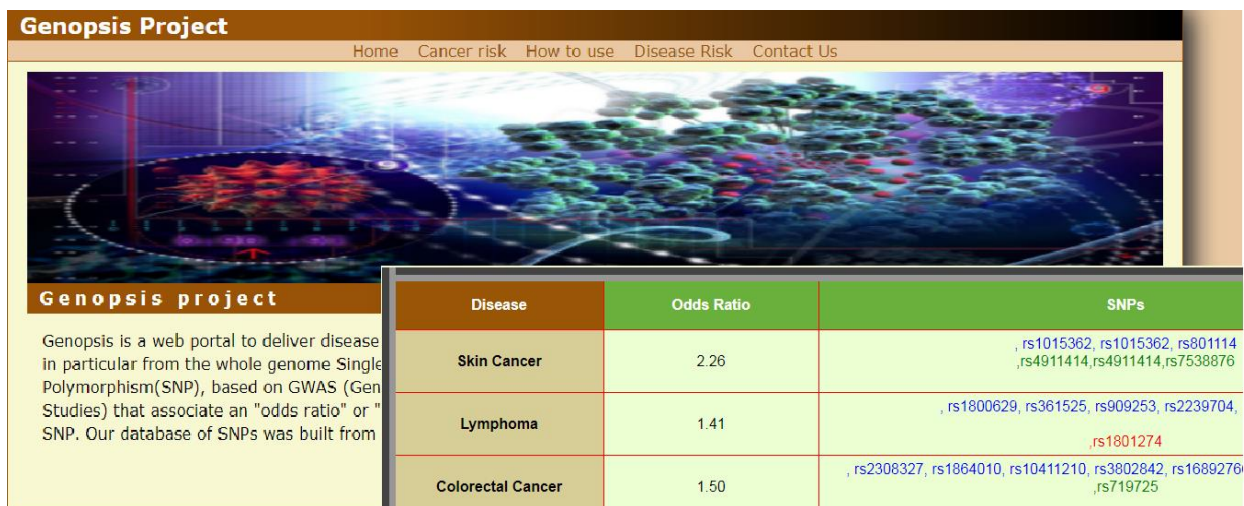 Genopsis Project
Home Cancer risk How to use Disease Risk Contact Us
Genopsis project
Genopsis is a web portal to deliver disease
in particular from the whole genome Single
Polymorphism(SNP), based on GWAS (Gen
Studies) that associate an "odds ratio" or "
SNP. Our database of SNPs was built from
Disease Odds Ratio SNPs
Skin Cancer 2.26 , rs1015362, rs1015362, rs801114
,rs4911414,rs4911414,rs7538876
Lymphoma 1.41 , rs1800629, rs361525, rs909253, rs2239704,
,rs1801274
Colorectal Cancer 1.50 , rs2308327, rs1864010, rs10411210, rs3802842, rs1689276
,rs719725